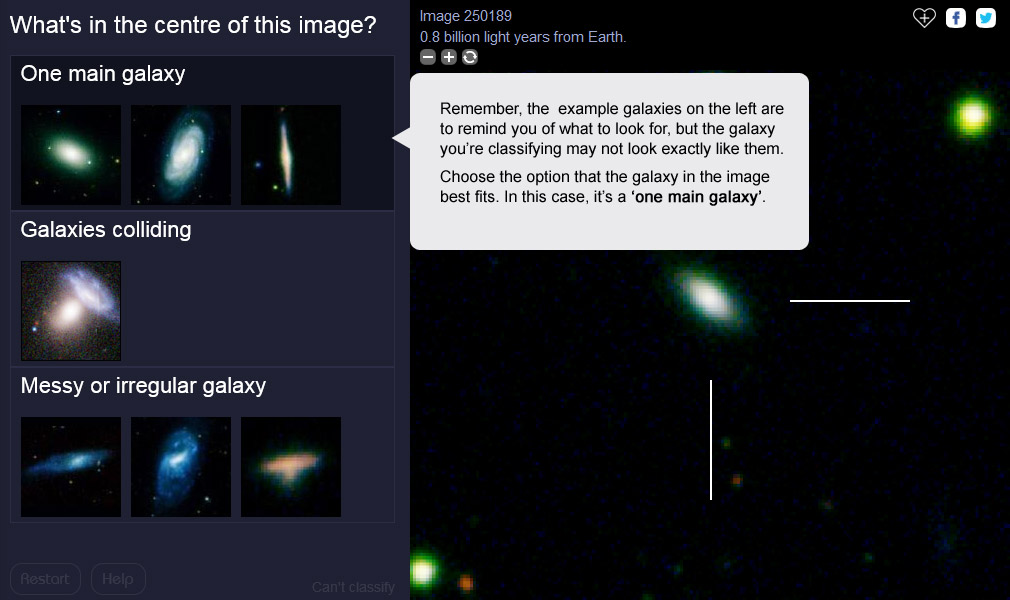 What's in the centre of this image?
One main galaxy
Galaxies colliding
Messy or irregular galaxy
Restart
Help
Can't classify
Image 250189
0.8 billion light years from Earth.
Remember, the  example galaxies on the left are
to remind you of what to look for, but the galaxy
you’re classifying may not look exactly like them.
Choose the option that the galaxy in the image
best fits. In this case, it’s a ‘one main galaxy’.